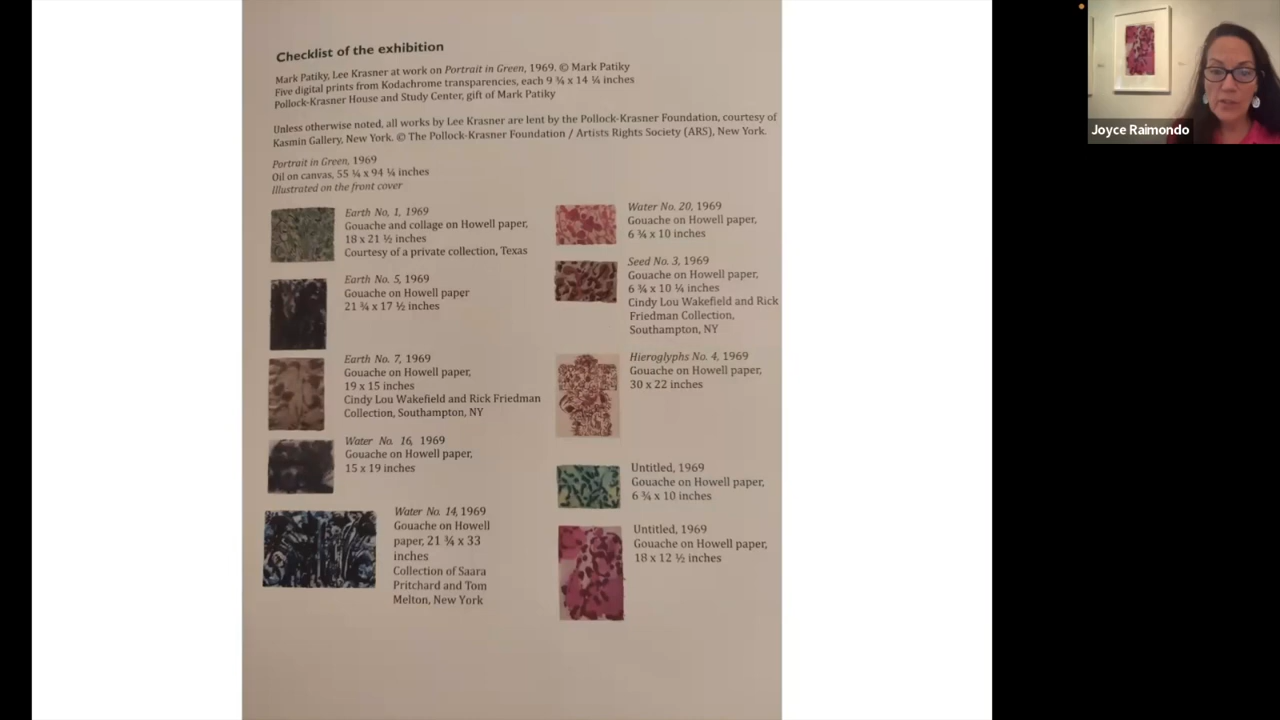 Checklist of the exhibition
Mark Patiky, Lee Krasner at work on Portrait in Green, 1969. © Mark Patiky
Five digital prints from Kodachrome transparencies, each 9 ¾ x 14 ¼ inches
Pollock-Krasner House and Study Center, gift of Mark Patiky
Unless otherwise noted, all works by Lee Krasner are lent by the Pollock-Krasner Foundation, courtesy of
Kasmin Gallery, New York. © The Pollock-Krasner Foundation / Artists Rights Society (ARS), New York.
Portrait in Green, 1969
Oil on canvas, 55 ¼ x 94 ¼ inches
Illustrated on the front cover
Earth No, 1, 1969
Gouache and collage on Howell paper,
18 x 21 ½ inches
Courtesy of a private collection, Texas
Earth No. 5, 1969
Gouache on Howell paper
21 ¾ x 17 ½ inches
Earth No. 7, 1969
Gouache on Howell paper,
19 x 15 inches
Cindy Lou Wakefield and Rick Friedman
Collection, Southampton, NY
Water No. 16, 1969
Gouache on Howell paper,
15 x 19 inches
Water No. 14, 1969
Gouache on Howell
paper, 21 ¾ x 33
inches
Collection of Saara
Pritchard and Tom
Melton, New York
Water No. 20, 1969
Gouache on Howell paper,
6 ¾ x 10 inches
Seed No. 3, 1969
Gouache on Howell paper,
6 ¾ x 10 ¼ inches
Cindy Lou Wakefield and Rick
Friedman Collection,
Southampton, NY
Hieroglyphs No. 4, 1969
Gouache on Howell paper,
30 x 22 inches
Untitled, 1969
Gouache on Howell paper,
6 ¾ x 10 inches
Untitled, 1969
Gouache on Howell paper,
18 x 12 ½ inches
Joyce Raimondo